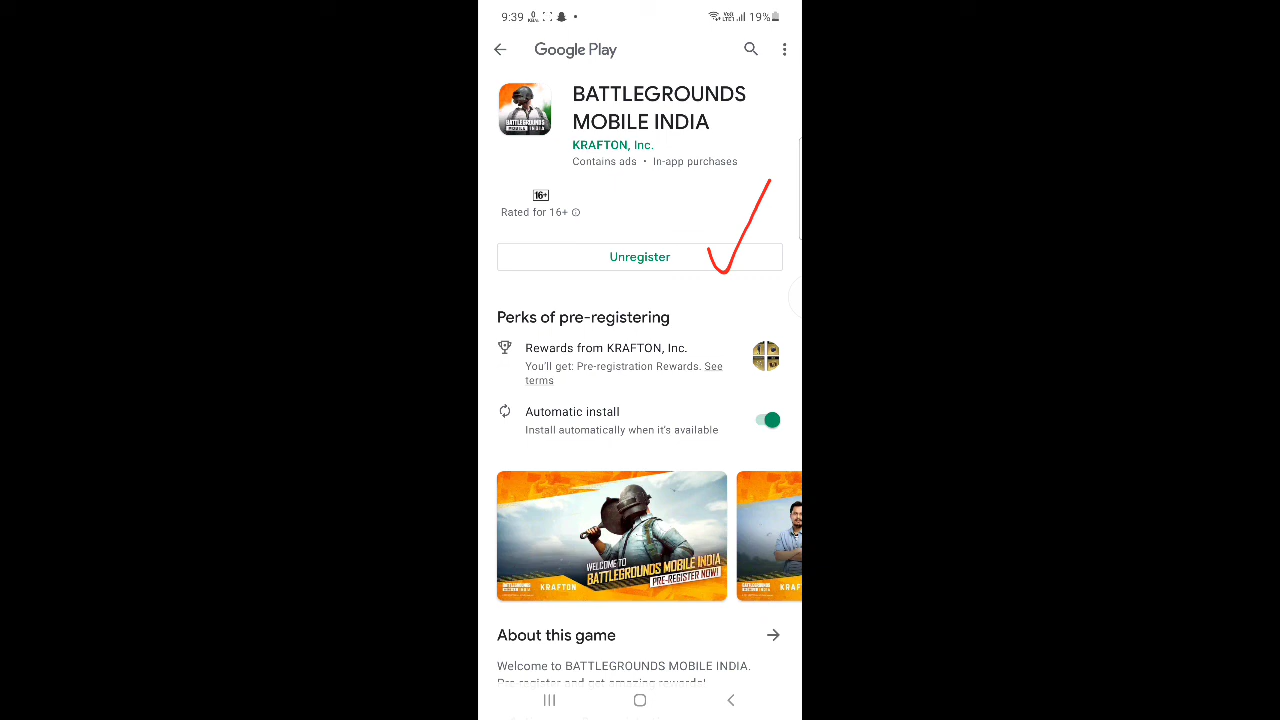 9:39
19%
Google Play
BATTLEGROUNDS
MOBILE INDIA
KRAFTON, Inc.
Contains ads • In-app purchases
16+
Rated for 16+
Unregister
Perks of pre-registering
Rewards from KRAFTON, Inc.
You'll get: Pre-registration Rewards. See
terms
Automatic install
Install automatically when it's available
WELCOME TO
BATTLEGROUNDS MOBILE INDIA
PRE-REGISTER NOW!
KRAFTON
About this game
Welcome to BATTLEGROUNDS MOBILE INDIA.